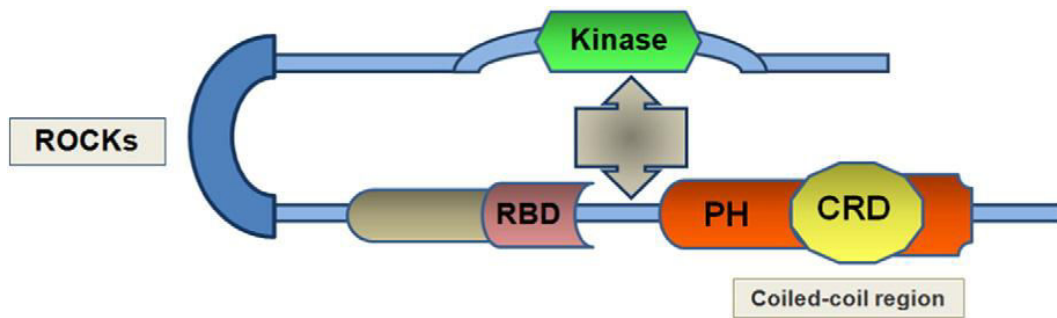 Kinase
ROCKs
RBD
PH
CRD
Coiled-coil region